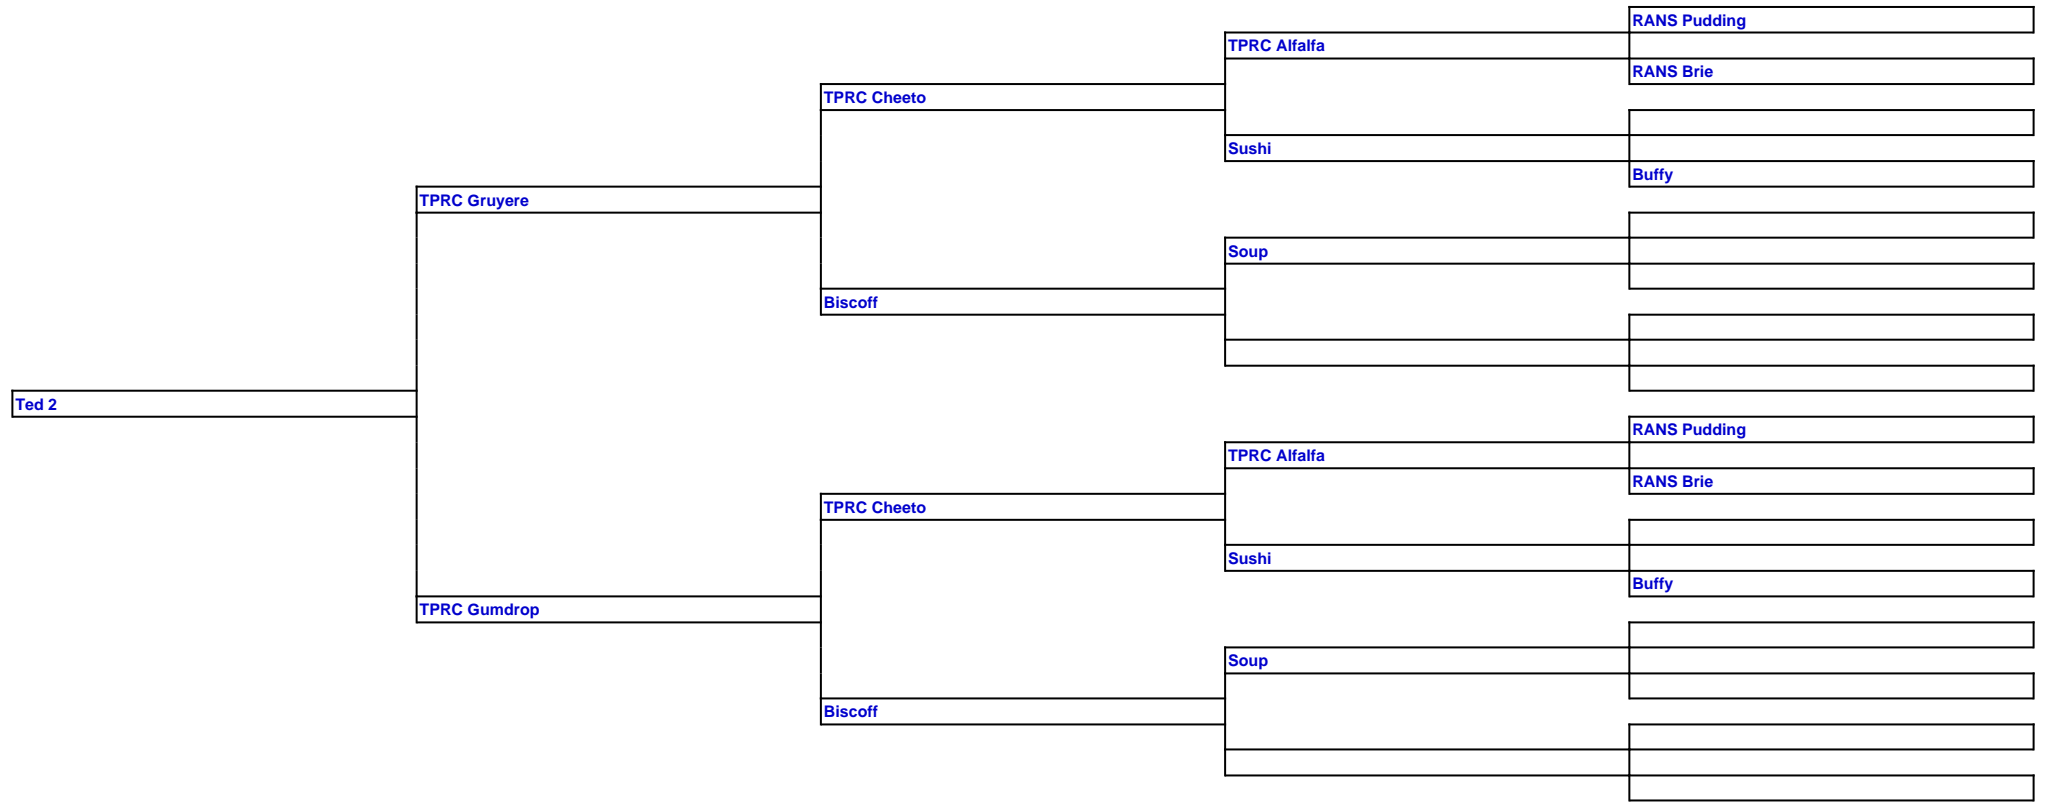 RANS Pudding
TPRC Alfalfa
RANS Brie
TPRC Cheeto
Sushi
Buffy
TPRC Gruyere
Soup
Biscoff
Ted 2
RANS Pudding
TPRC Alfalfa
RANS Brie
TPRC Cheeto
Sushi
Buffy
TPRC Gumdrop
Soup
Biscoff